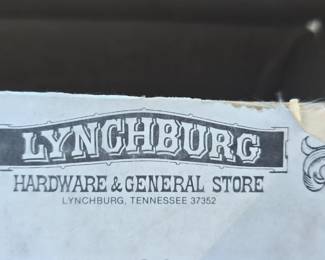 LYNCHBURG
HARDWARE & GENERAL STORE
LYNCHBURG, TENNESSEE 37352